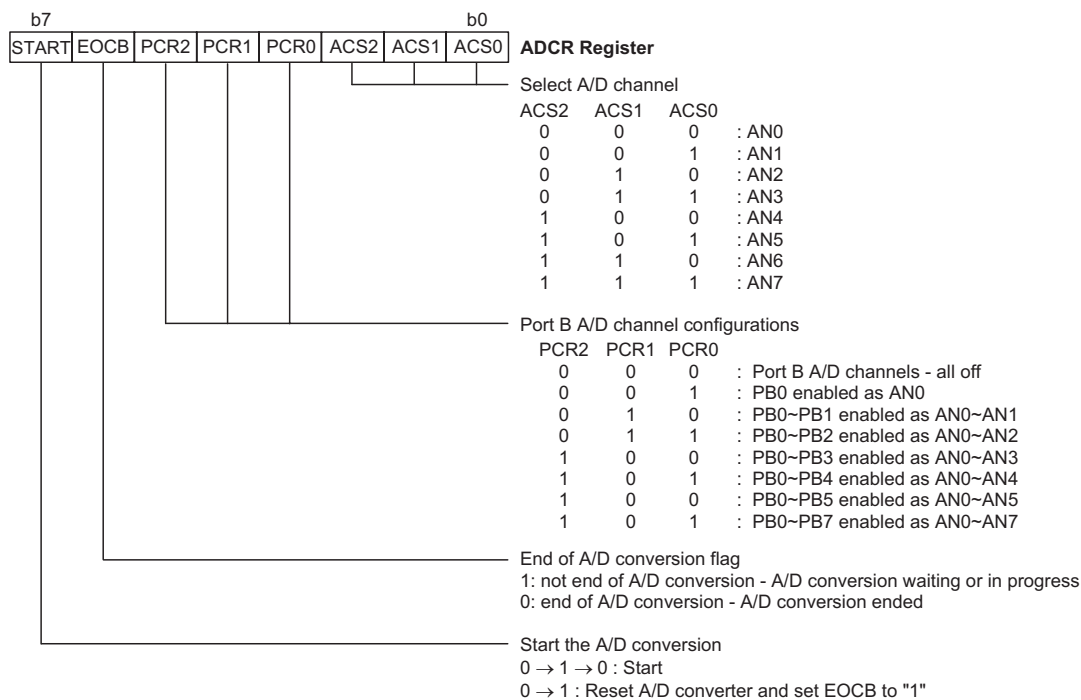 b7 b0
START EOCB PCR2 PCR1 PCR0 ACS2 ACS1 ACS0 ADCR Register
Select A/D channel
ACS2 ACS1 ACS0
0 0 0 : AN0
0 0 1 : AN1
0 1 0 : AN2
0 1 1 : AN3
1 0 0 : AN4
1 0 1 : AN5
1 1 0 : AN6
1 1 1 : AN7
Port B A/D channel configurations
PCR2 PCR1 PCR0
0 0 0 : Port B A/D channels - all off
0 0 1 : PB0 enabled as AN0
0 1 0 : PB0~PB1 enabled as AN0~AN1
0 1 1 : PB0~PB2 enabled as AN0~AN2
1 0 0 : PB0~PB3 enabled as AN0~AN3
1 0 1 : PB0~PB4 enabled as AN0~AN4
1 0 0 : PB0~PB5 enabled as AN0~AN5
1 0 1 : PB0~PB7 enabled as AN0~AN7
End of A/D conversion flag
1: not end of A/D conversion - A/D conversion waiting or in progress
0: end of A/D conversion - A/D conversion ended
Start the A/D conversion
0 → 1 → 0 : Start
0 → 1 : Reset A/D converter and set EOCB to "1"